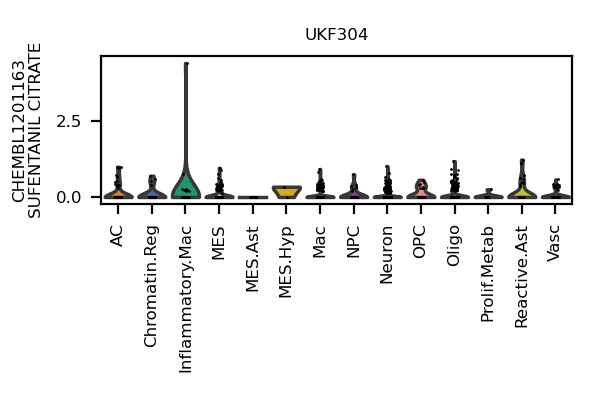 UKF304
CHEMBL1201163
SUFENTANIL CITRATE
2.5
0.0
AC
Chromatin.Reg
Inflammatory.Mac
MES
MES.Ast
MES.Hyp
Mac
NPC
Neuron
OPC
Oligo
Prolif.Metab
Reactive.Ast
Vasc